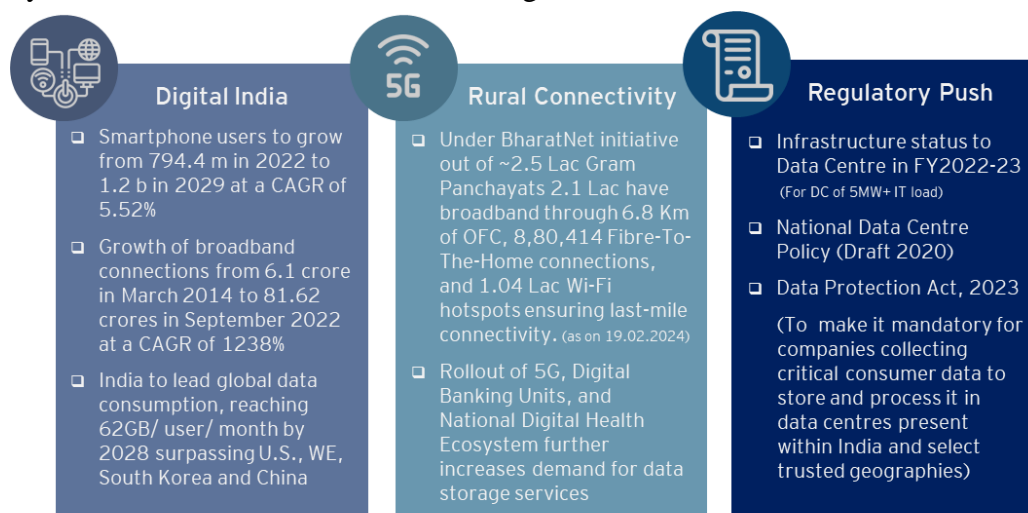 5G
Digital India
Smartphone users to grow
from 794.4 m in 2022 to
1.2 b in 2029 at a CAGR of
5.52%
Growth of broadband
connections from 6.1 crore
in March 2014 to 81.62
crores in September 2022
at a CAGR of 1238%
India to lead global data
consumption, reaching
62GB/ user/ month by
2028 surpassing U.S., WE,
South Korea and China
Rural Connectivity
Under BharatNet initiative
out of ~2.5 Lac Gram
Panchayats 2.1 Lac have
broadband through 6.8 Km
of OFC, 8,80,414 Fibre-To-
The-Home connections,
and 1.04 Lac Wi-Fi
hotspots ensuring last-mile
connectivity. (as on 19.02.2024)
Rollout of 5G, Digital
Banking Units, and
National Digital Health
Ecosystem further
increases demand for data
storage services
Regulatory Push
Infrastructure status to
Data Centre in FY2022-23
(For DC of 5MW+ IT load)
National Data Centre
Policy (Draft 2020)
Data Protection Act, 2023
(To make it mandatory for
companies collecting
critical consumer data to
store and process it in
data centres present
within India and select
trusted geographies)